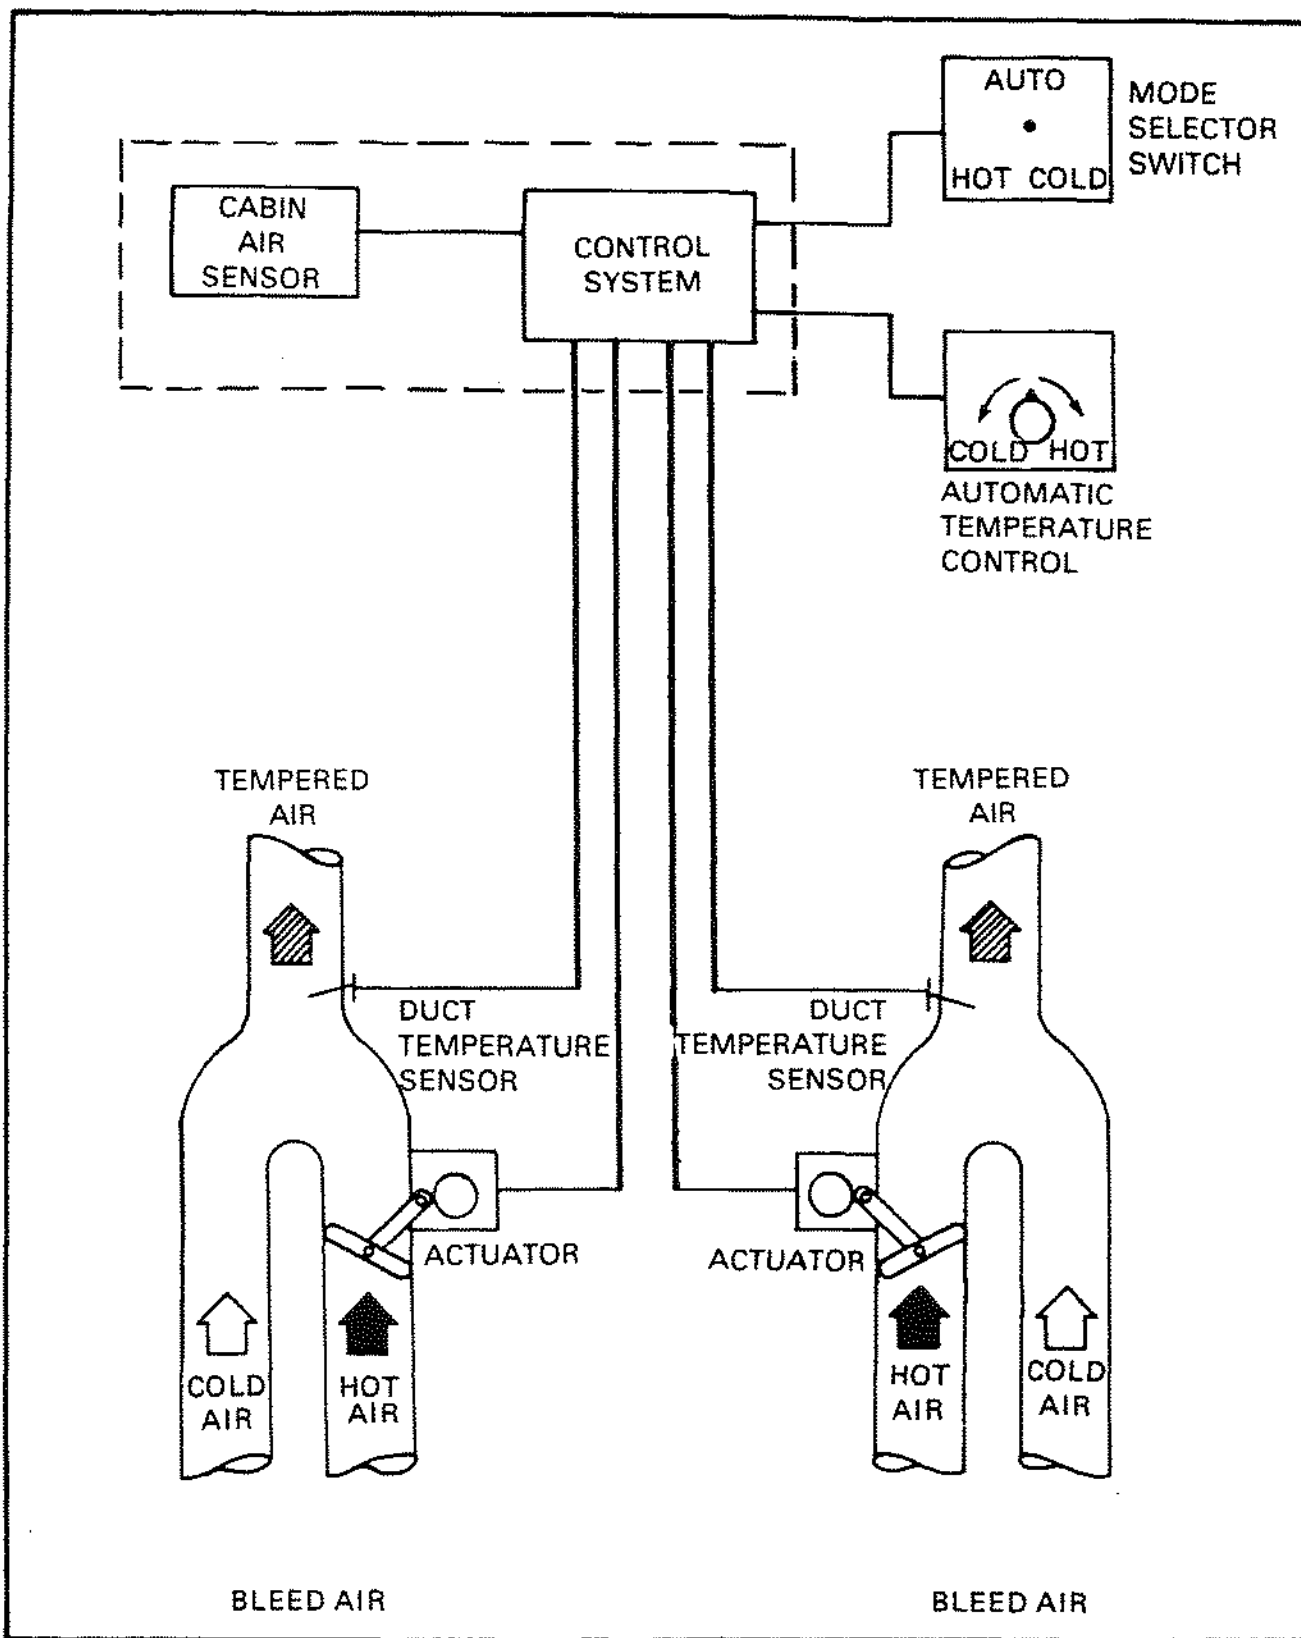 AUTO
HOT COLD
MODE
SELECTOR
SWITCH
CABIN
AIR
SENSOR
CONTROL
SYSTEM
COLD HOT
AUTOMATIC
TEMPERATURE
CONTROL
TEMPERED
AIR
TEMPERED
AIR
DUCT
TEMPERATURE
SENSOR
DUCT
TEMPERATURE
SENSOR
ACTUATOR
ACTUATOR
COLD
AIR
HOT
AIR
HOT
AIR
COLD
AIR
BLEED AIR
BLEED AIR